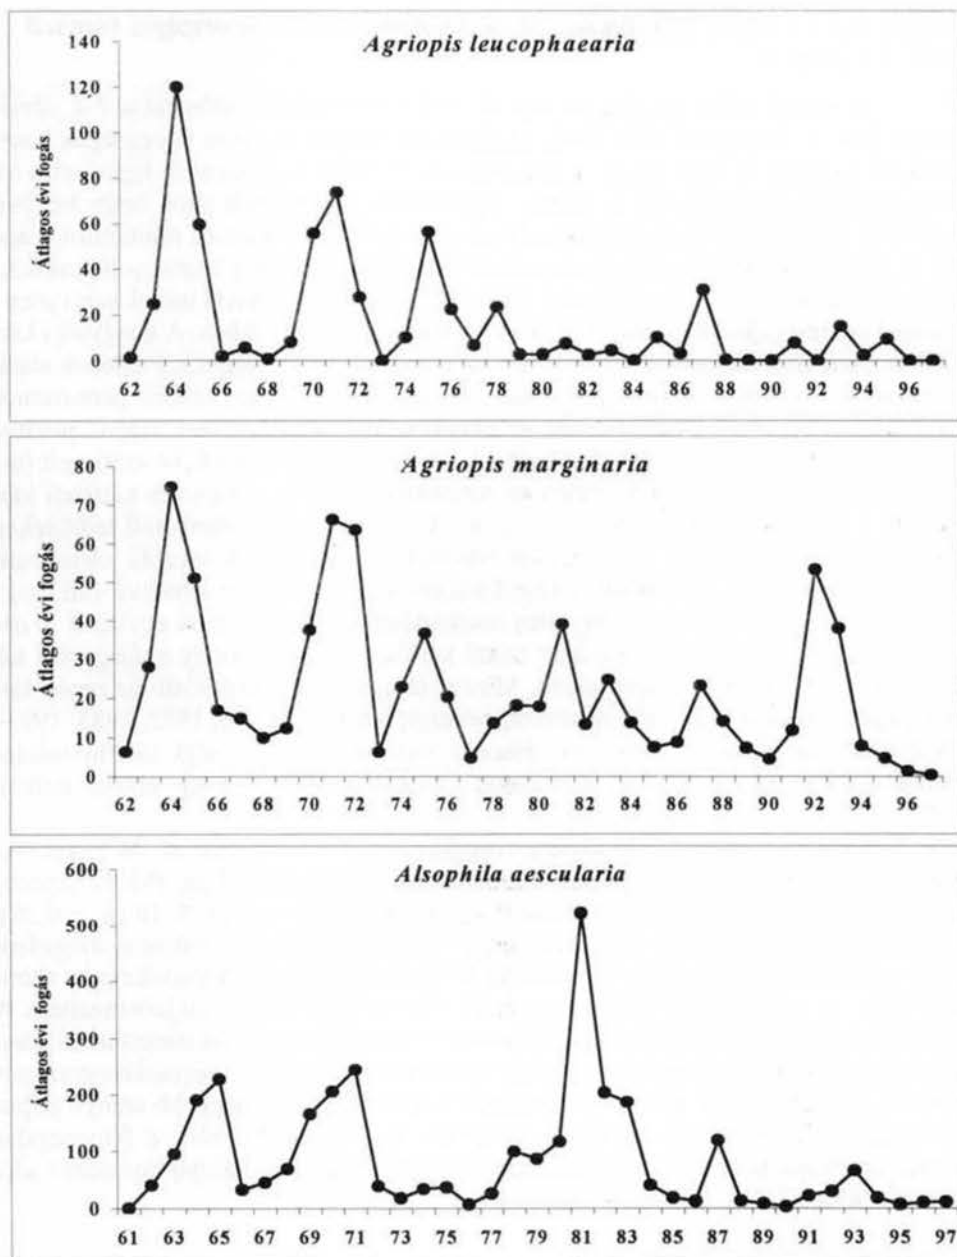 Agriopis leucophaearia
Átlagos évi fogás
140
120
100
80
60
40
20
0
62 64 66 68 70 72 74 76 78 80 82 84 86 88 90 92 94 96
Agriopis marginaria
Átlagos évi fogás
80
70
60
50
40
30
20
10
0
62 64 66 68 70 72 74 76 78 80 82 84 86 88 90 92 94 96
Alsophila aescularia
Átlagos évi fogás
600
500
400
300
200
100
0
61 63 65 67 69 71 73 75 77 79 81 83 85 87 89 91 93 95 97